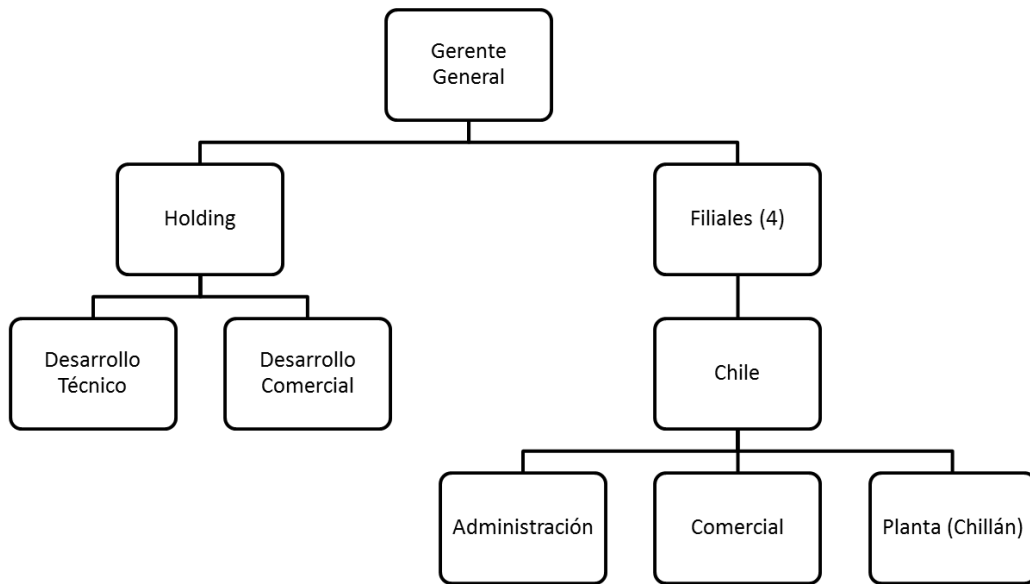 Gerente
General
Holding
Filiales (4)
Desarrollo
Técnico
Desarrollo
Comercial
Chile
Administración
Comercial
Planta (Chillán)